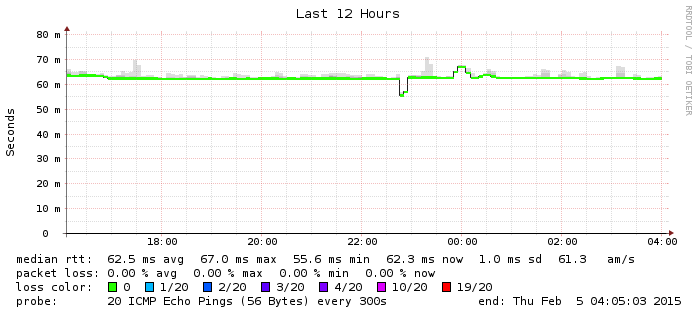 Last 12 Hours
RRDTOOL / TOBI OETIKER
Seconds
80 m
70 m
60 m
50 m
40 m
30 m
20 m
10 m
0
18:00 20:00 22:00 00:00 02:00 04:00
median rtt: 62.5 ms avg 67.0 ms max 55.6 ms min 62.3 ms now 1.0 ms sd 61.3 am/s
packet loss: 0.00 % avg 0.00 % max 0.00 % min 0.00 % now
loss color: 0 1/20 2/20 3/20 4/20 10/20 19/20
probe: 20 ICMP Echo Pings (56 Bytes) every 300s end: Thu Feb 5 04:05:03 2015